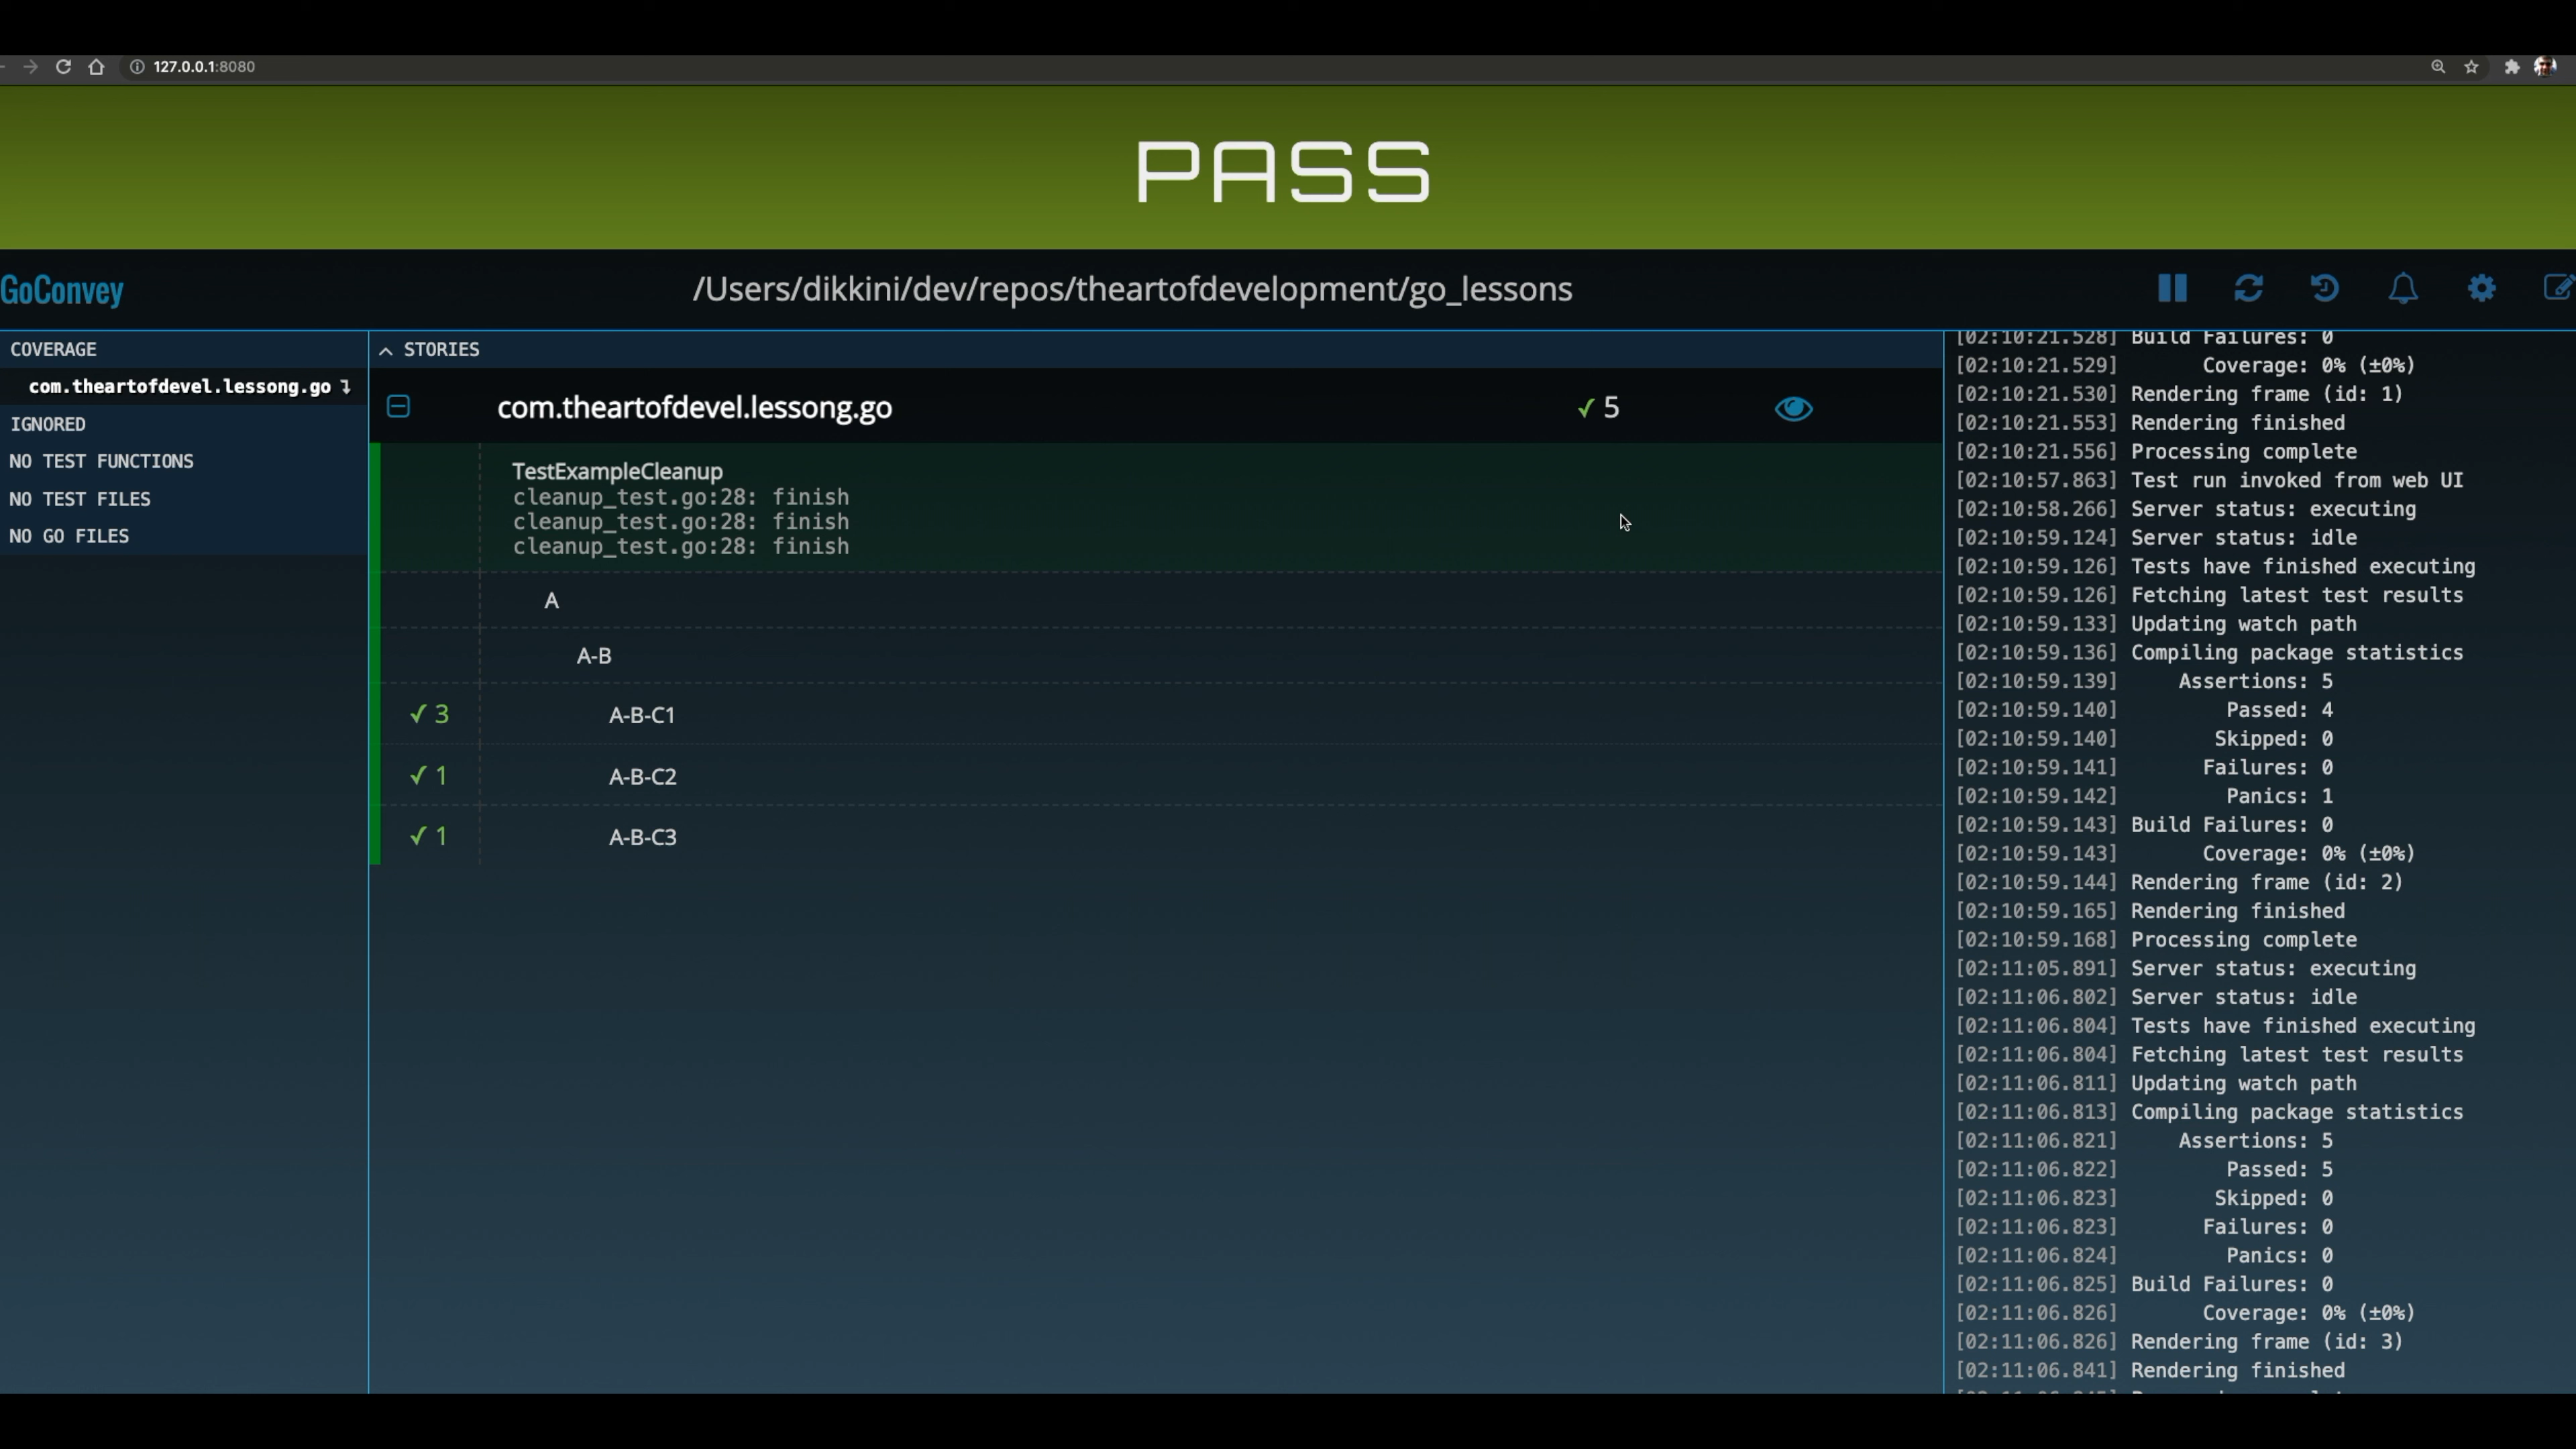 127.0.0.1:8080
PASS
GoConvey
/Users/dikkini/dev/repos/theartofdevelopment/go_lessons
COVERAGE
com.theartofdevel.lessong.go
IGNORED
NO TEST FUNCTIONS
NO TEST FILES
NO GO FILES
STORIES
com.theartofdevel.lessong.go ✓ 5
TestExampleCleanup
cleanup_test.go:28: finish
cleanup_test.go:28: finish
cleanup_test.go:28: finish
A
A-B
✓ 3 A-B-C1
✓ 1 A-B-C2
✓ 1 A-B-C3
[02:10:21.528] Build Failures: 0
[02:10:21.529] Coverage: 0% (±0%)
[02:10:21.530] Rendering frame (id: 1)
[02:10:21.553] Rendering finished
[02:10:21.556] Processing complete
[02:10:57.863] Test run invoked from web UI
[02:10:58.266] Server status: executing
[02:10:59.124] Server status: idle
[02:10:59.126] Tests have finished executing
[02:10:59.126] Fetching latest test results
[02:10:59.133] Updating watch path
[02:10:59.136] Compiling package statistics
[02:10:59.139] Assertions: 5
[02:10:59.140] Passed: 4
[02:10:59.140] Skipped: 0
[02:10:59.141] Failures: 0
[02:10:59.142] Panics: 1
[02:10:59.143] Build Failures: 0
[02:10:59.143] Coverage: 0% (±0%)
[02:10:59.144] Rendering frame (id: 2)
[02:10:59.165] Rendering finished
[02:10:59.168] Processing complete
[02:11:05.891] Server status: executing
[02:11:06.802] Server status: idle
[02:11:06.804] Tests have finished executing
[02:11:06.804] Fetching latest test results
[02:11:06.811] Updating watch path
[02:11:06.813] Compiling package statistics
[02:11:06.821] Assertions: 5
[02:11:06.822] Passed: 5
[02:11:06.823] Skipped: 0
[02:11:06.823] Failures: 0
[02:11:06.824] Panics: 0
[02:11:06.825] Build Failures: 0
[02:11:06.826] Coverage: 0% (±0%)
[02:11:06.826] Rendering frame (id: 3)
[02:11:06.841] Rendering finished